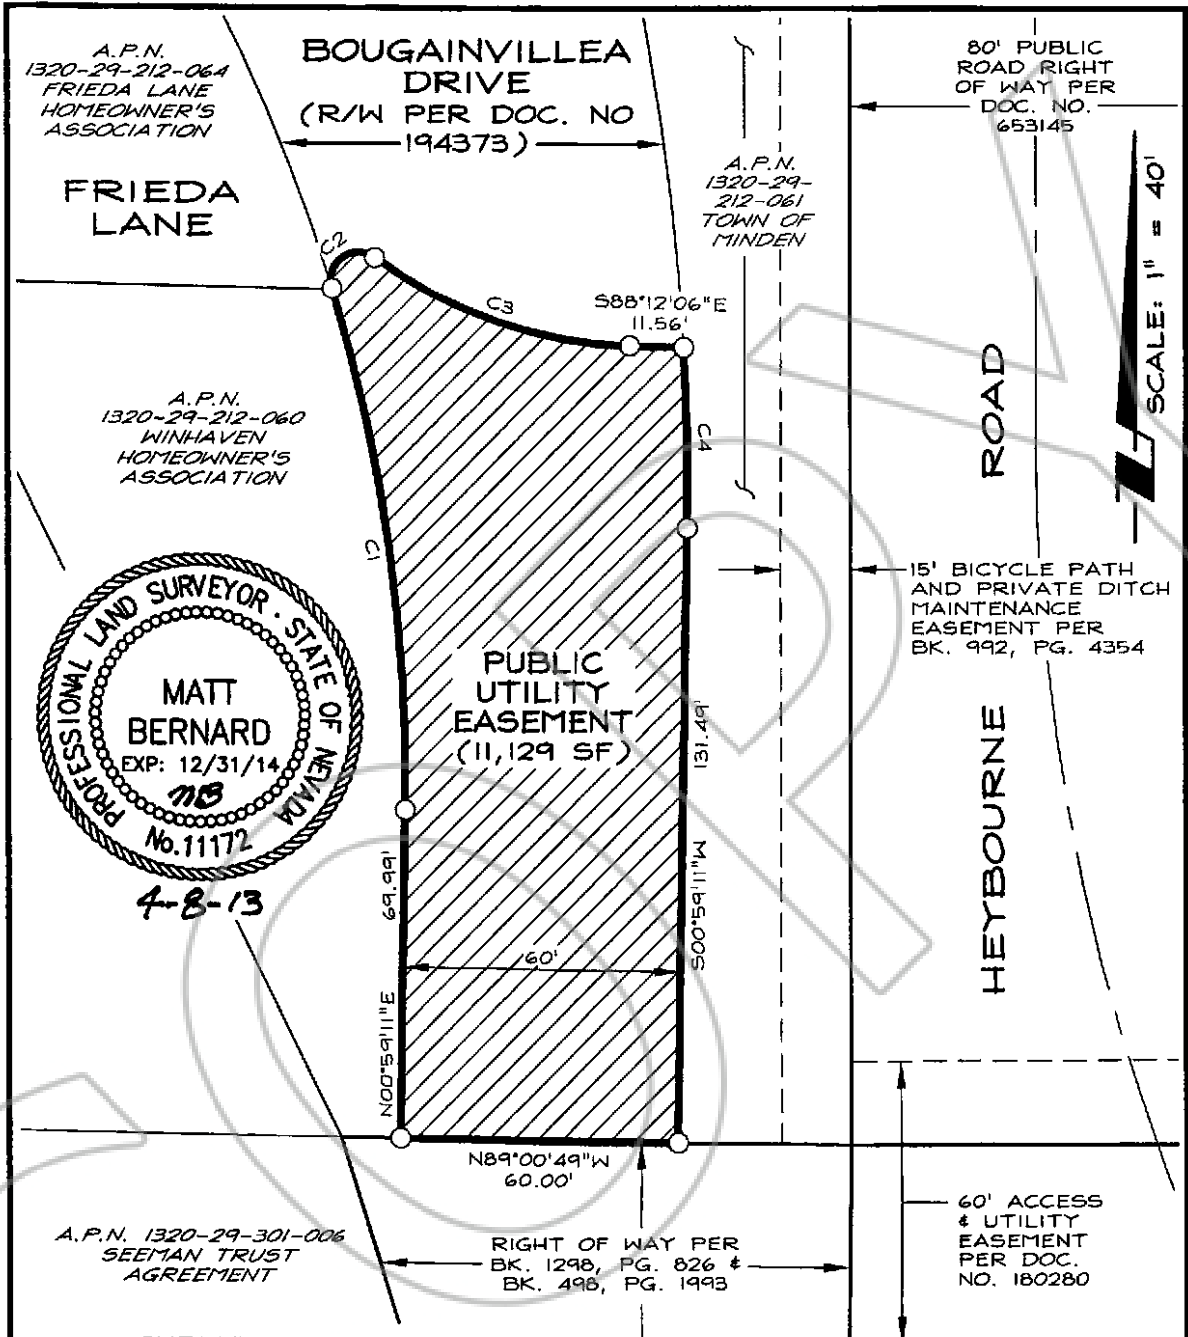 A.P.N.
1320-29-212-064
FRIEDA LANE
HOMEOWNER'S
ASSOCIATION
BOUGAINVILLEA
DRIVE
(R/W PER DOC. NO
194373)
80' PUBLIC
ROAD RIGHT
OF WAY PER
DOC. NO.
653145
FRIEDA
LANE
A.P.N.
1320-29-
212-061
TOWN OF
MINDEN
SCALE: 1" = 40'
C2
C3
S88°12'06"E
11.56'
C4
A.P.N.
1320-29-212-060
WINHAVEN
HOMEOWNER'S
ASSOCIATION
C1
HEYBOURNE ROAD
15' BICYCLE PATH
AND PRIVATE DITCH
MAINTENANCE
EASEMENT PER
BK. 992, PG. 4354
PROFESSIONAL LAND SURVEYOR . STATE OF NEVADA
MATT
BERNARD
EXP: 12/31/14
MB
No.11172
4-8-13
PUBLIC
UTILITY
EASEMENT
(11,129 SF)
S00°59'11"W 131.49'
N00°59'11"E 69.99'
60'
N89°00'49"W
60.00'
A.P.N. 1320-29-301-006
SEEMAN TRUST
AGREEMENT
RIGHT OF WAY PER
BK. 1298, PG. 826 &
BK. 498, PG. 1993
60' ACCESS
& UTILITY
EASEMENT
PER DOC.
NO. 180280
COPY